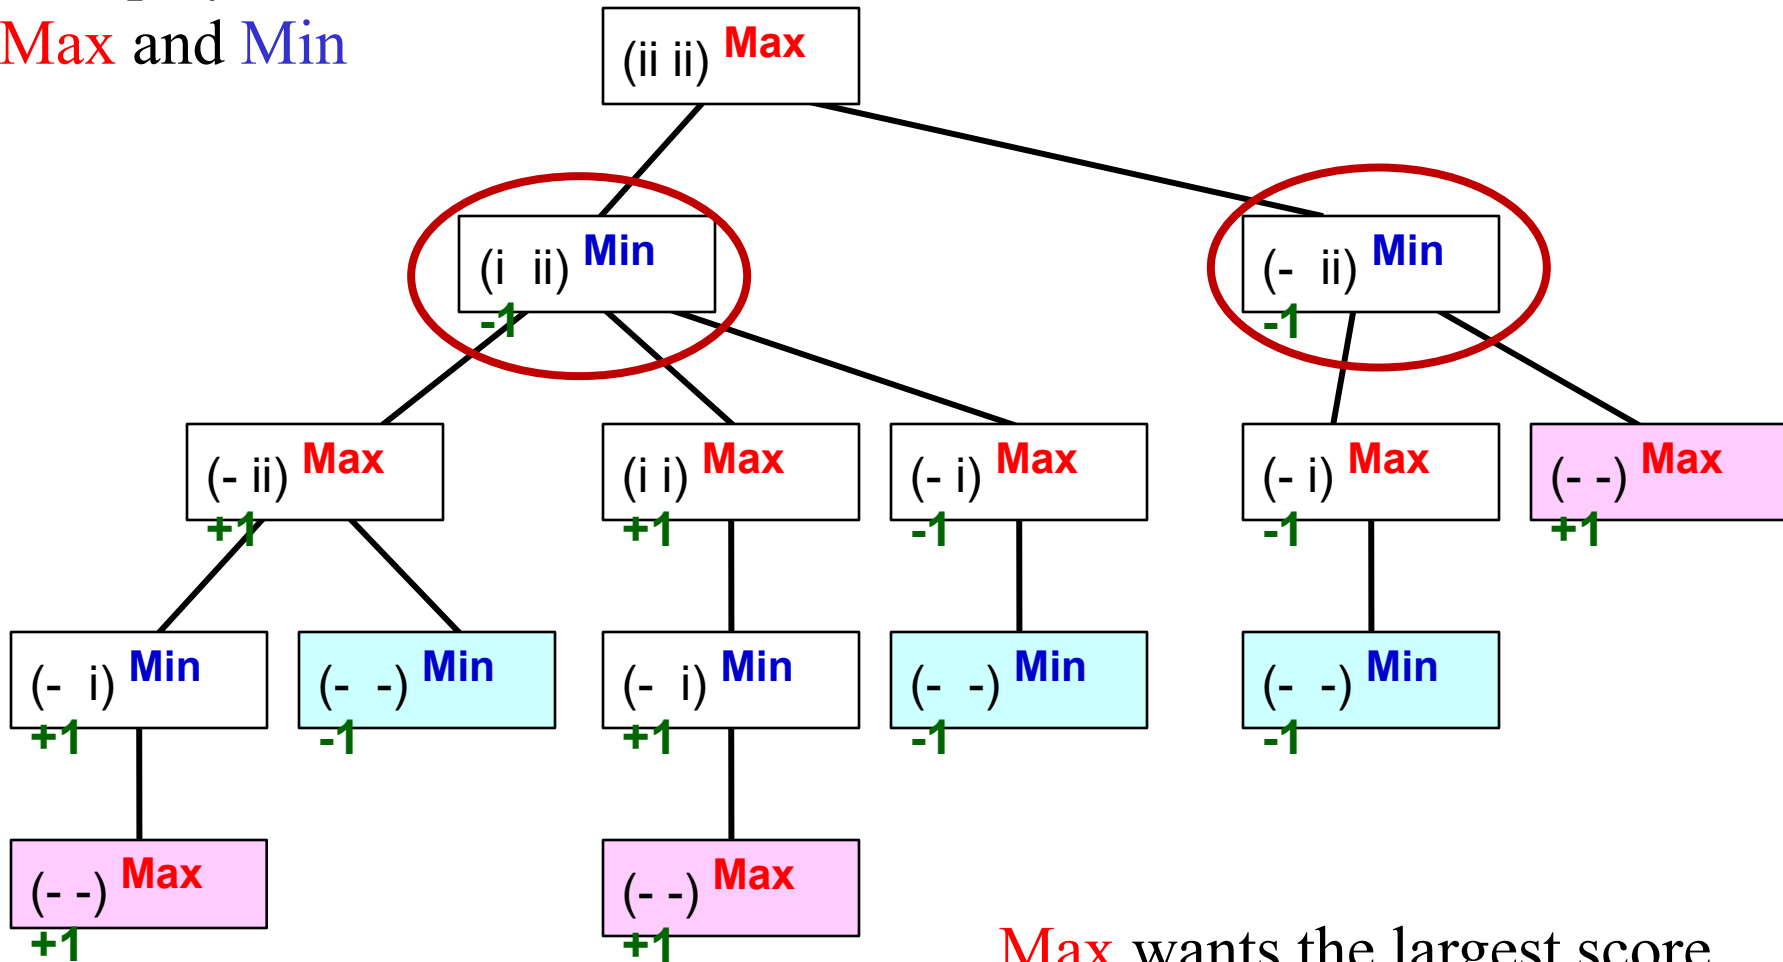 Max and Min
(ii ii) Max
(i ii) Min
-1
(- ii) Min
-1
(- ii) Max
+1
(i i) Max
+1
(- i) Max
-1
(- i) Max
-1
(- -) Max
+1
(- i) Min
+1
(- -) Min
-1
(- i) Min
+1
(- -) Min
-1
(- -) Min
-1
(- -) Max
+1
(- -) Max
+1
Max wants the largest score